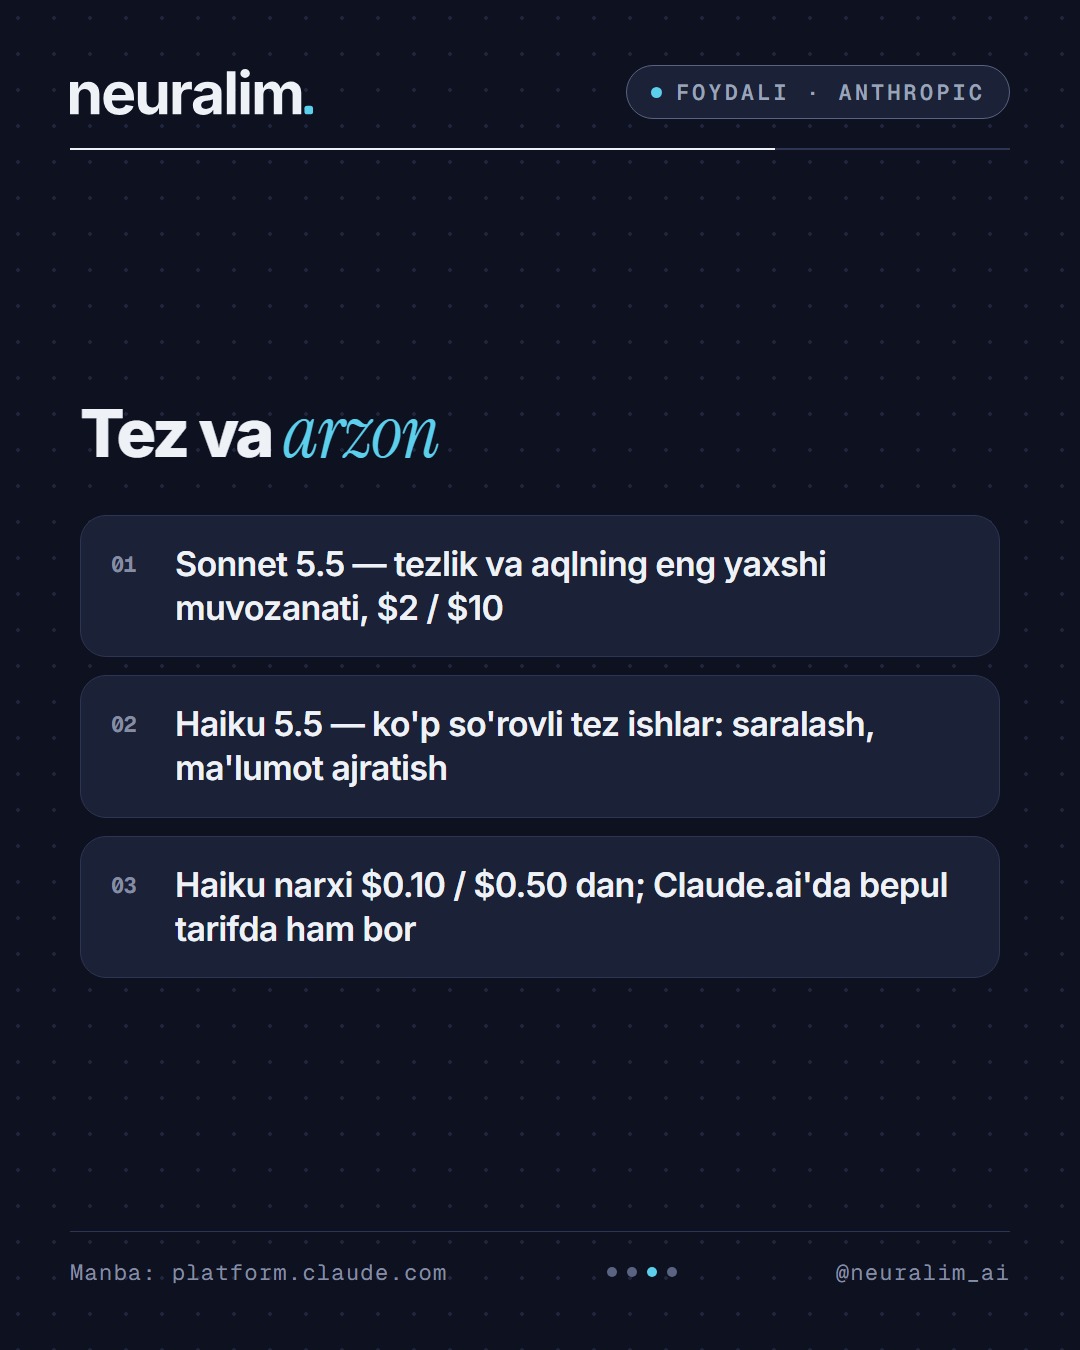 neuralim.
FOYDALI · ANTHROPIC
Tez va arzon
01
Sonnet 5.5 — tezlik va aqlning eng yaxshi
muvozanati, $2 / $10
02
Haiku 5.5 — ko'p so'rovli tez ishlar: saralash,
ma'lumot ajratish
03
Haiku narxi $0.10 / $0.50 dan; Claude.ai'da bepul
tarifda ham bor
Manba: platform.claude.com
@neuralim_ai